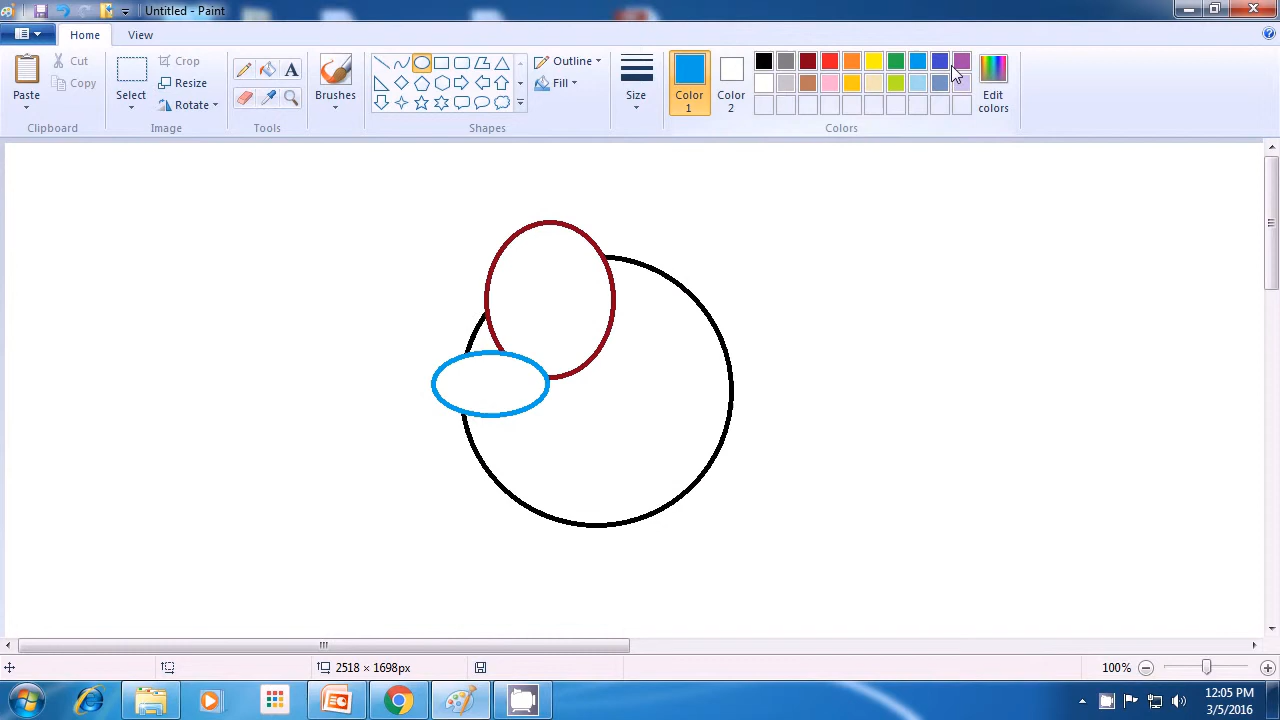 Untitled - Paint
Home
View
Paste
Cut
Copy
Clipboard
Select
Crop
Resize
Rotate
Image
A
Tools
Brushes
Outline
Fill
Shapes
Size
Color 1
Color 2
Edit colors
Colors
2518 × 1698px
100%
12:05 PM
3/5/2016